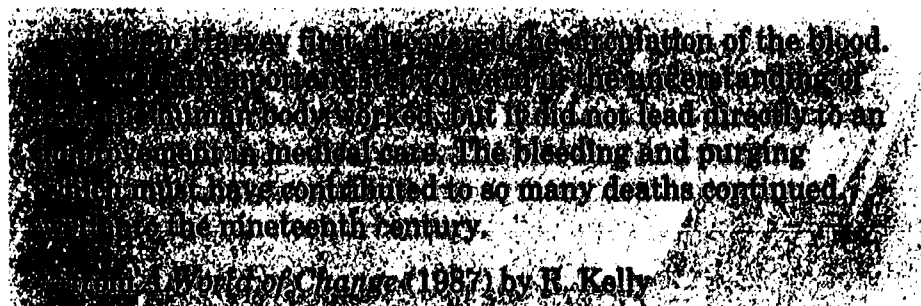 Harvey first discovered the circulation of the blood.
important step forward in the understanding of
human body worked, but it did not lead directly to an
improvement in medical care. The bleeding and purging
which must have contributed to so many deaths continued
the nineteenth century.
A World of Change (1987) by R. Kelly